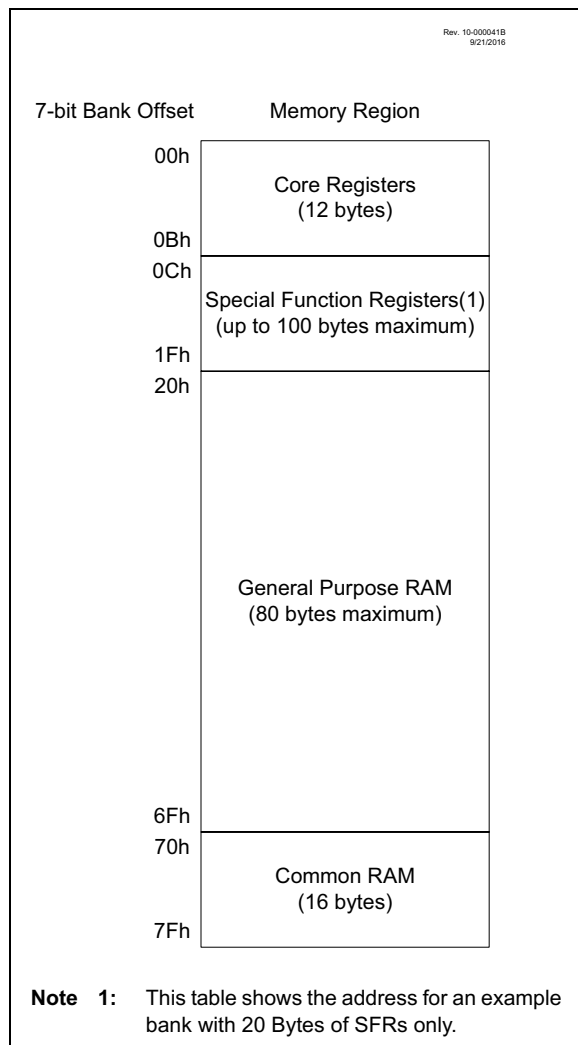 Rev. 10-000041B
9/21/2016
7-bit Bank Offset Memory Region
00h
Core Registers
(12 bytes)
0Bh
0Ch
Special Function Registers(1)
(up to 100 bytes maximum)
1Fh
20h
General Purpose RAM
(80 bytes maximum)
6Fh
70h
Common RAM
(16 bytes)
7Fh
Note 1: This table shows the address for an example
bank with 20 Bytes of SFRs only.